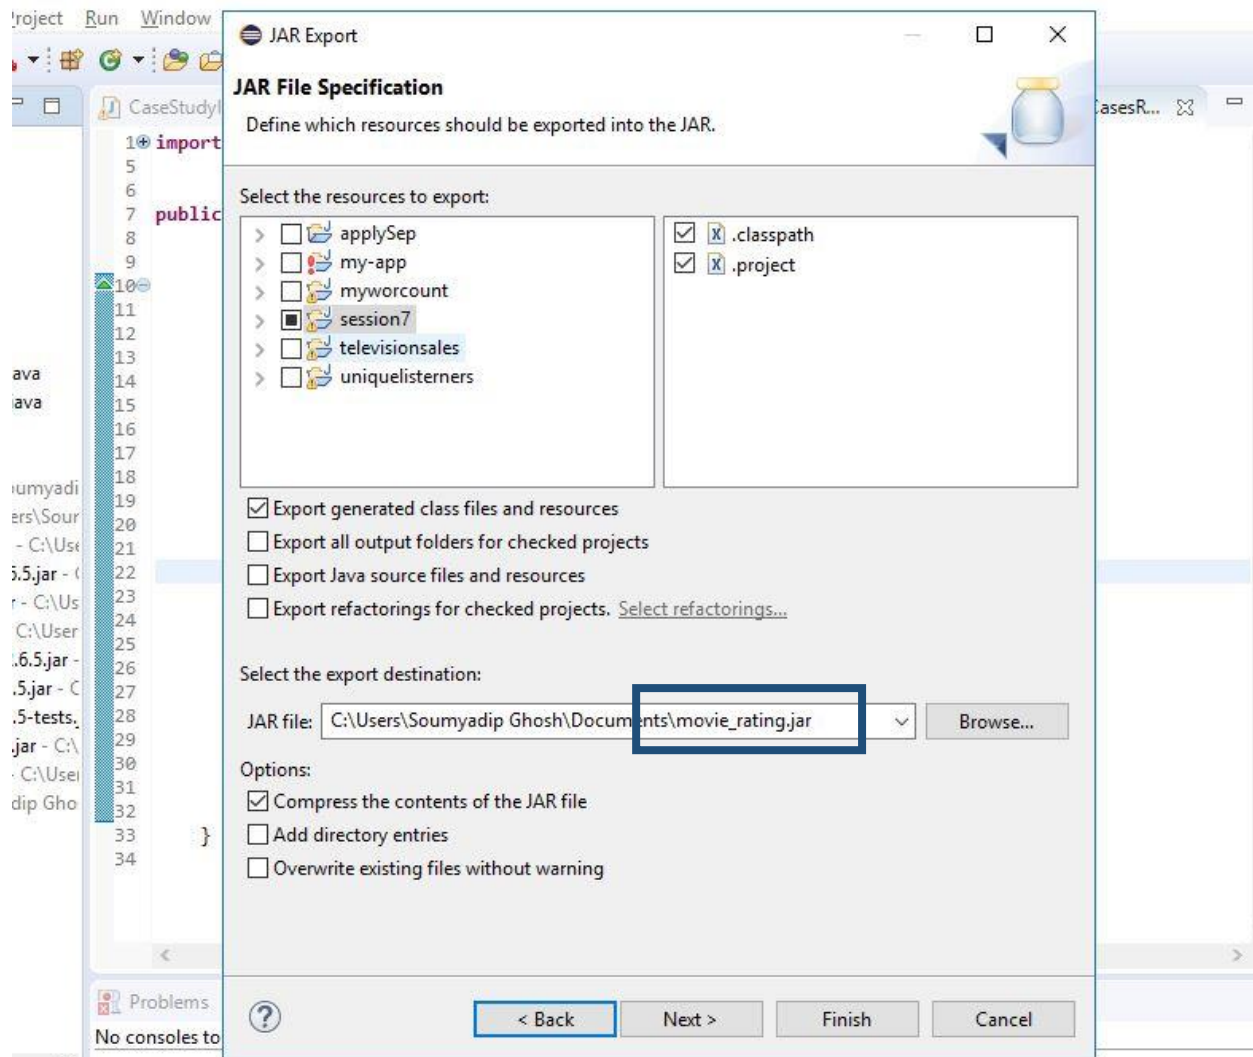 Project Run Window
JAR Export
JAR File Specification
Define which resources should be exported into the JAR.
CaseStudyI
CasesR...
1 import
5
6
7 public
8
9
10
11
12
13
14
15
16
17
18
19
20
21
22
23
24
25
26
27
28
29
30
31
32
33 }
34
ava
ava
oumyadi
ers\Sour
- C:\Use
5.5.jar - (
r - C:\Us
C:\User
.6.5.jar -
.5.jar - C
.5-tests.j
.jar - C:\
- C:\User
dip Gho
Select the resources to export:
applySep
my-app
myworcount
session7
televisionsales
uniquelisterners
.classpath
.project
Export generated class files and resources
Export all output folders for checked projects
Export Java source files and resources
Export refactorings for checked projects. Select refactorings...
Select the export destination:
JAR file: C:\Users\Soumyadip Ghosh\Documents\movie_rating.jar Browse...
Options:
Compress the contents of the JAR file
Add directory entries
Overwrite existing files without warning
Problems
No consoles to
? < Back Next > Finish Cancel